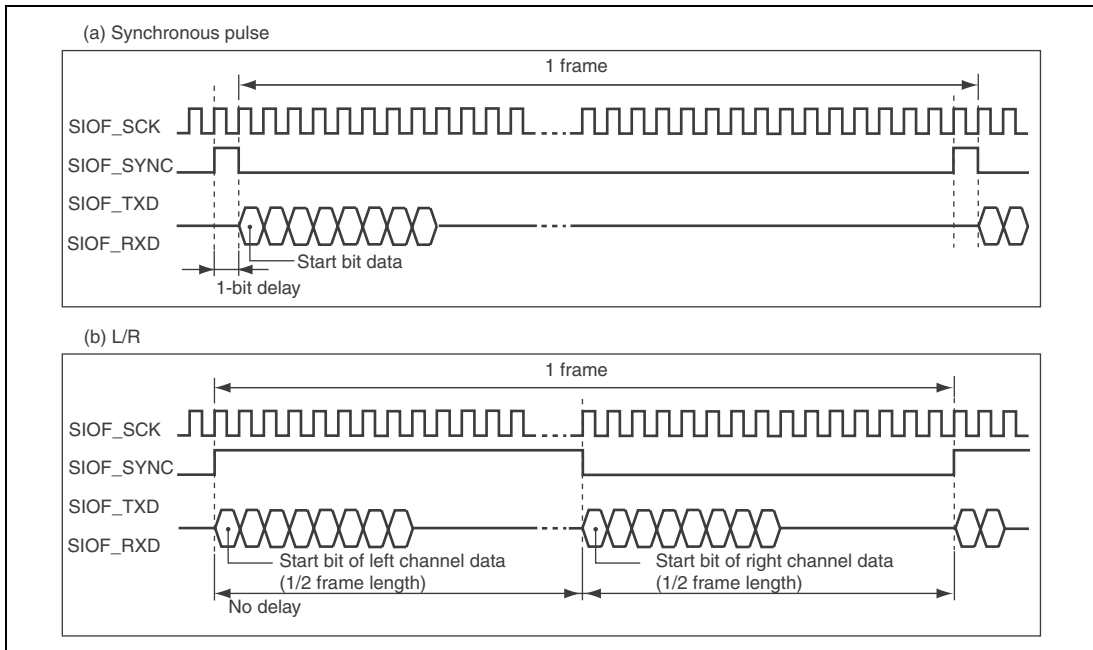 (a) Synchronous pulse
1 frame
SIOF_SCK
SIOF_SYNC
SIOF_TXD
SIOF_RXD
Start bit data
1-bit delay
(b) L/R
1 frame
SIOF_SCK
SIOF_SYNC
SIOF_TXD
SIOF_RXD
Start bit of left channel data
(1/2 frame length)
Start bit of right channel data
(1/2 frame length)
No delay